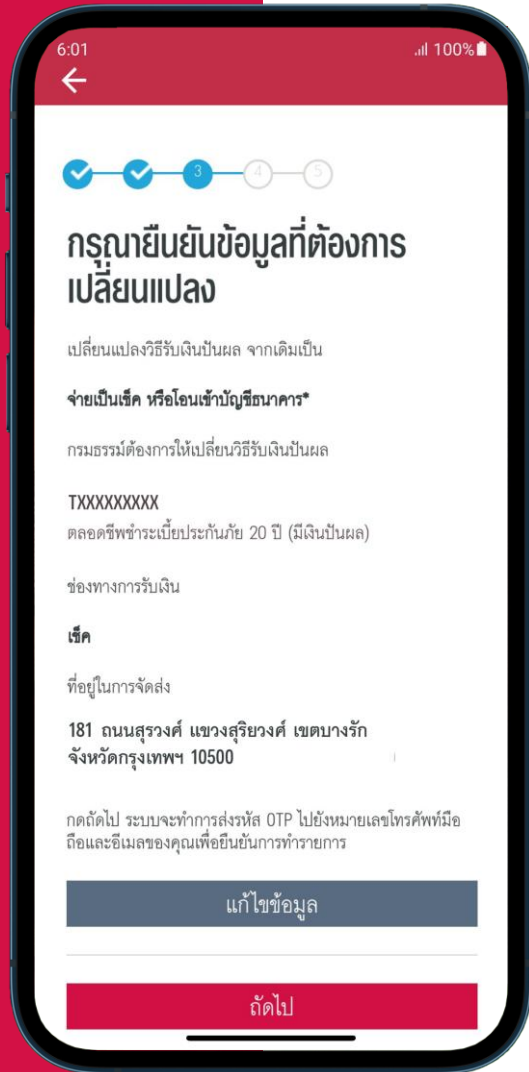 6:01
100%
3
4
5
กรุณายืนยันข้อมูลที่ต้องการ
เปลี่ยนแปลง
เปลี่ยนแปลงวิธีรับเงินปันผล จากเดิมเป็น
จ่ายเป็นเช็ค หรือโอนเข้าบัญชีธนาคาร*
กรมธรรม์ต้องการให้เปลี่ยนวิธีรับเงินปันผล
TXXXXXXXXX
ตลอดชีพชำระเบี้ยประกันภัย 20 ปี (มีเงินปันผล)
ช่องทางการรับเงิน
เช็ค
ที่อยู่ในการจัดส่ง
181 ถนนสุรวงศ์ แขวงสุริยวงศ์ เขตบางรัก
จังหวัดกรุงเทพฯ 10500
กดถัดไป ระบบจะทำการส่งรหัส OTP ไปยังหมายเลขโทรศัพท์มือ
ถือและอีเมลของคุณเพื่อยืนยันการทำรายการ
แก้ไขข้อมูล
ถัดไป